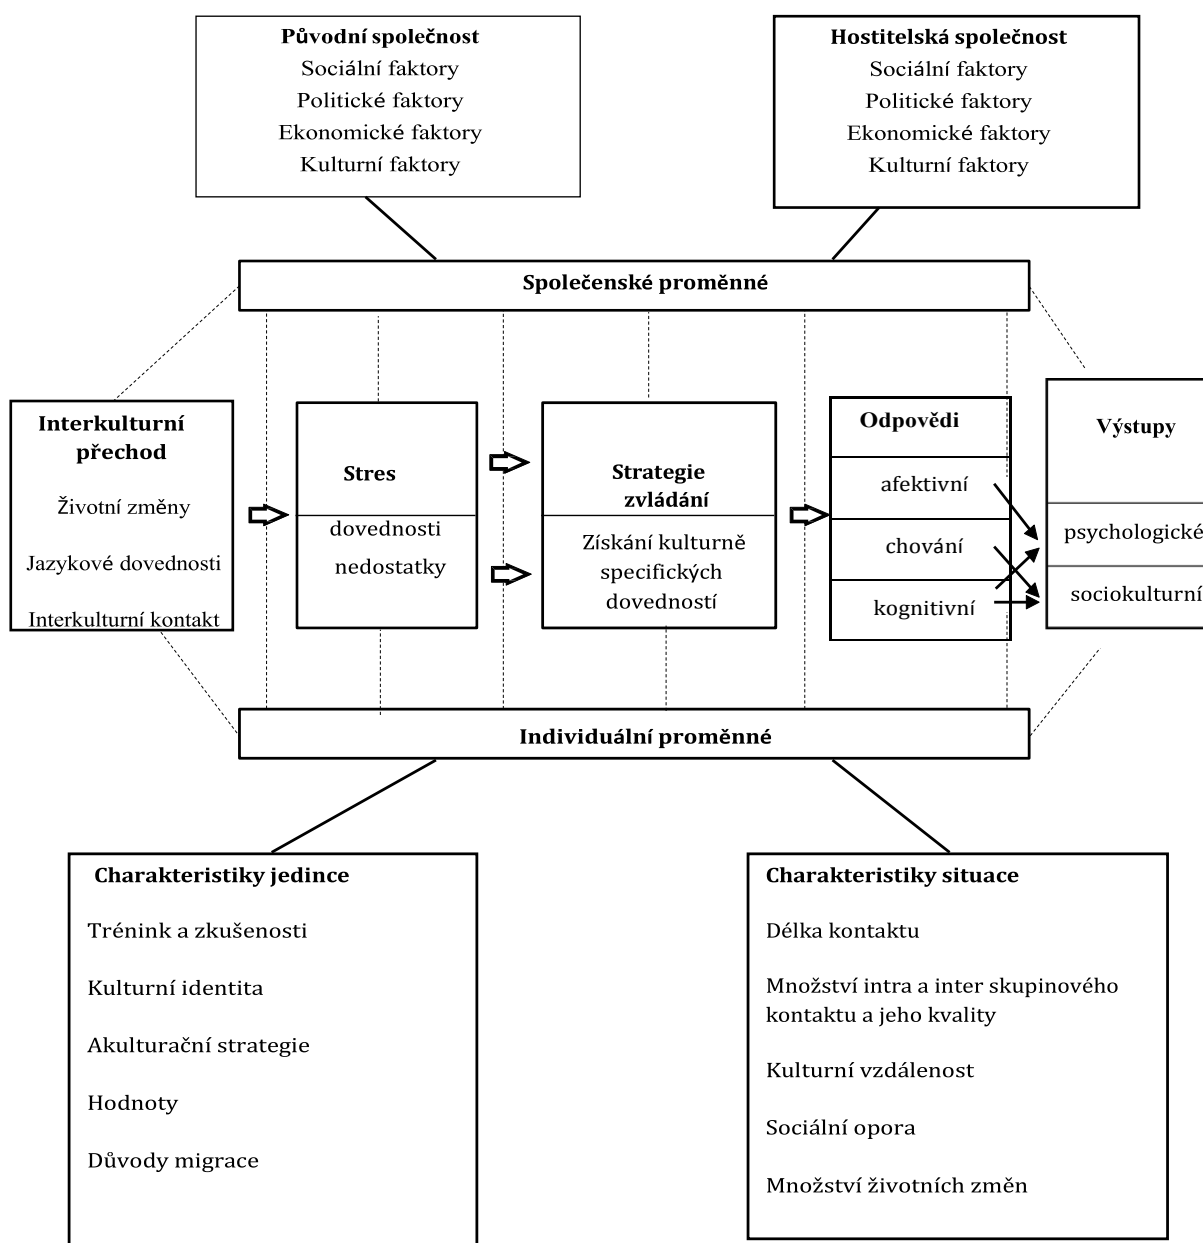 Původní společnost
Sociální faktory
Politické faktory
Ekonomické faktory
Kulturní faktory
Hostitelská společnost
Sociální faktory
Politické faktory
Ekonomické faktory
Kulturní faktory
Společenské proměnné
Interkulturní
přechod
Životní změny
Jazykové dovednosti
Interkulturní kontakt
Stres
dovednosti
nedostatky
Strategie
zvládání
Získání kulturně
specifických
dovedností
Odpovědi
afektivní
chování
kognitivní
Výstupy
psychologické
sociokulturní
Individuální proměnné
Charakteristiky jedince
Trénink a zkušenosti
Kulturní identita
Akulturační strategie
Hodnoty
Důvody migrace
Charakteristiky situace
Délka kontaktu
Množství intra a inter skupinového
kontaktu a jeho kvality
Kulturní vzdálenost
Sociální opora
Množství životních změn